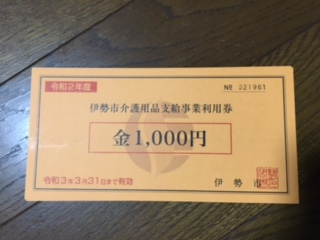 令和2年度
№ 221961
伊勢市介護用品支給事業利用券
金1,000円
令和3年3月31日まで有効
伊勢市